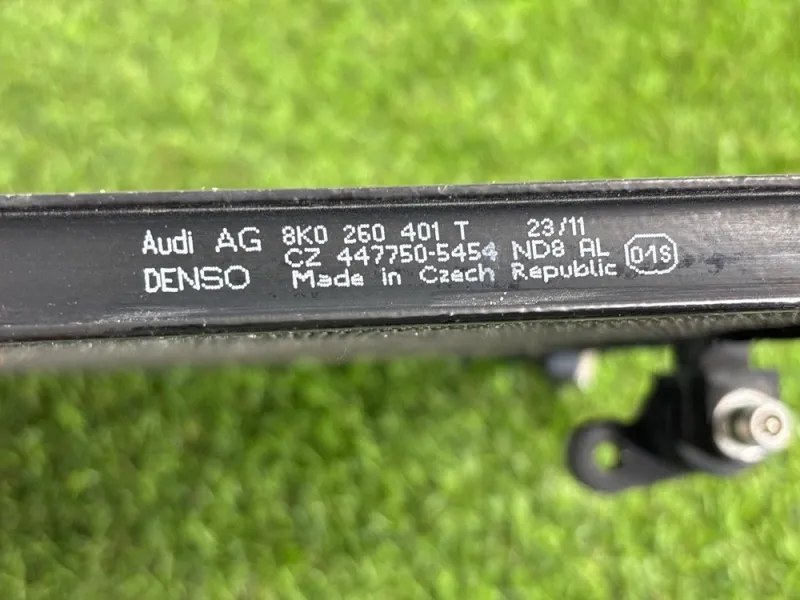 Audi AG 8K0 260 401 T 23/11
CZ 447750-5454 ND8 AL 01S
DENSO Made in Czech Republic